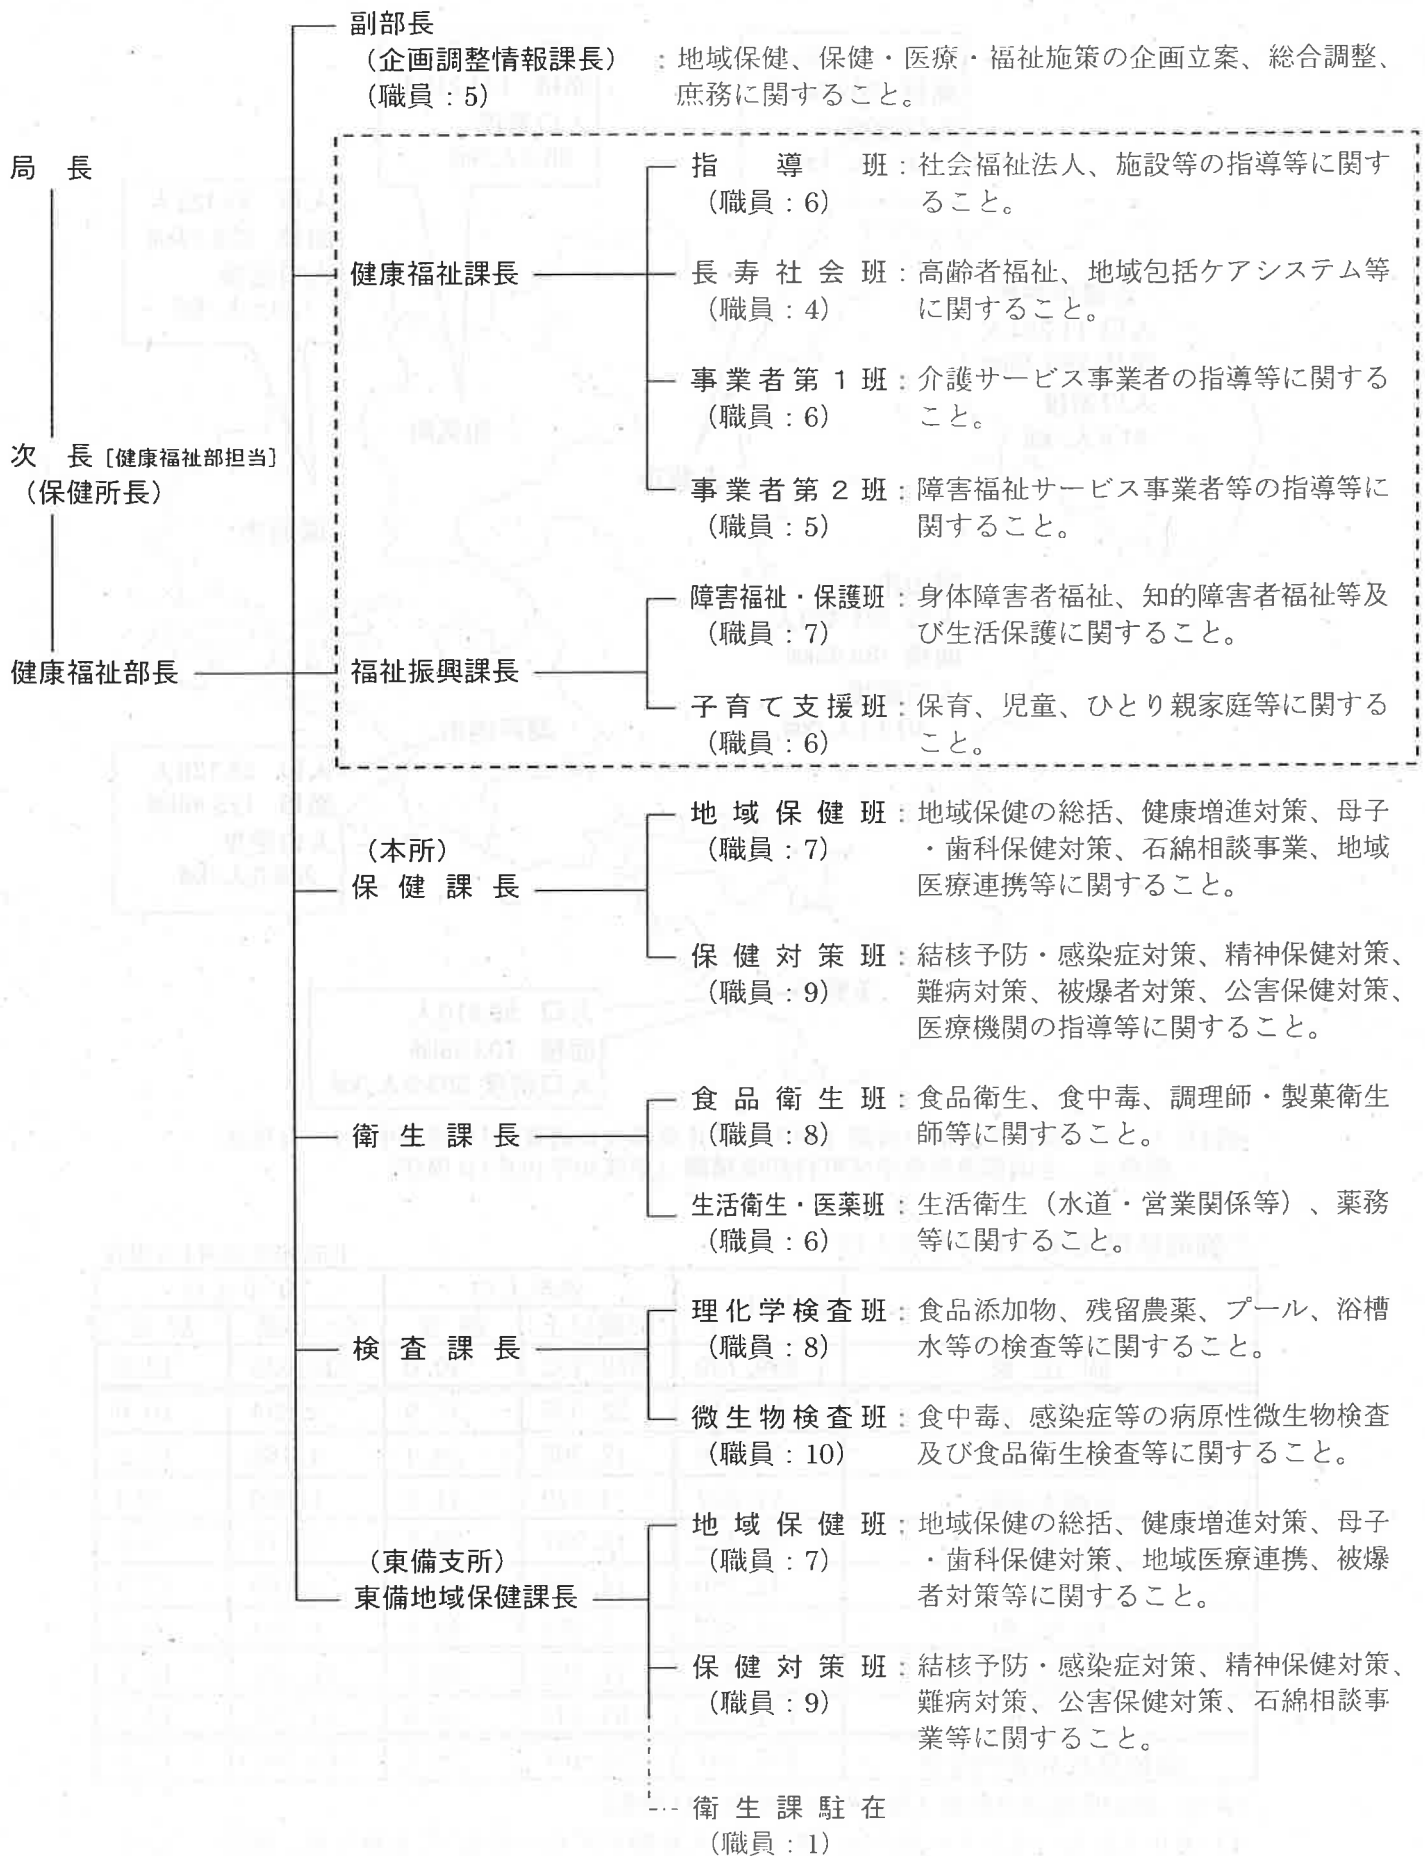 副部長
（企画調整情報課長）：地域保健、保健・医療・福祉施策の企画立案、総合調整、
（職員：5）庶務に関すること。
局　長
指　導　班：社会福祉法人、施設等の指導等に関す
（職員：6）ること。
健康福祉課長
長寿社会班：高齢者福祉、地域包括ケアシステム等
（職員：4）に関すること。
事業者第１班：介護サービス事業者の指導等に関する
（職員：6）こと。
次　長［健康福祉部担当］
（保健所長）
事業者第２班：障害福祉サービス事業者等の指導等に
（職員：5）関すること。
障害福祉・保護班：身体障害者福祉、知的障害者福祉等及
（職員：7）び生活保護に関すること。
健康福祉部長
福祉振興課長
子育て支援班：保育、児童、ひとり親家庭等に関する
（職員：6）こと。
（本所）
保健課長
地域保健班：地域保健の総括、健康増進対策、母子
（職員：7）・歯科保健対策、石綿相談事業、地域
医療連携等に関すること。
保健対策班：結核予防・感染症対策、精神保健対策、
（職員：9）難病対策、被爆者対策、公害保健対策、
医療機関の指導等に関すること。
衛生課長
食品衛生班：食品衛生、食中毒、調理師・製菓衛生
（職員：8）師等に関すること。
生活衛生・医薬班：生活衛生（水道・営業関係等）、薬務
（職員：6）等に関すること。
検査課長
理化学検査班：食品添加物、残留農薬、プール、浴槽
（職員：8）水等の検査等に関すること。
微生物検査班：食中毒、感染症等の病原性微生物検査
（職員：10）及び食品衛生検査等に関すること。
（東備支所）
東備地域保健課長
地域保健班：地域保健の総括、健康増進対策、母子
（職員：7）・歯科保健対策、地域医療連携、被爆
者対策等に関すること。
保健対策班：結核予防・感染症対策、精神保健対策、
（職員：9）難病対策、公害保健対策、石綿相談事
業等に関すること。
衛生課駐在
（職員：1）